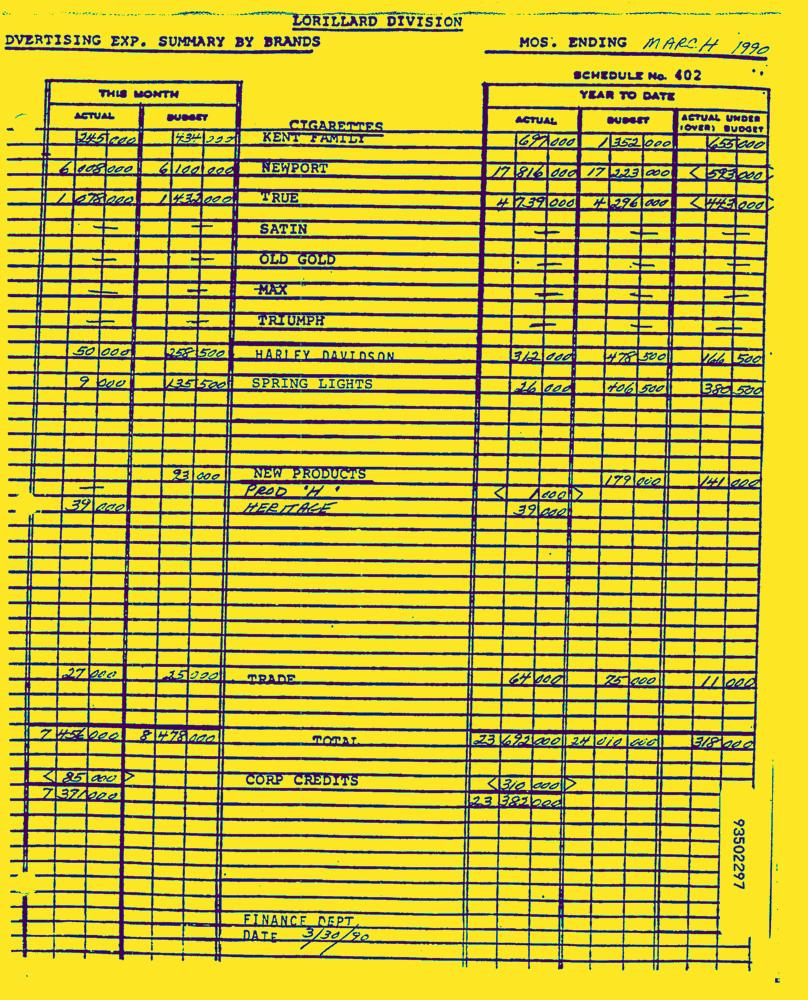 LORILLARD DIVISION
DVERTISING EXP. SUMMARY BY BRANDS MOS. ENDING MARCH 1990
SCHEDULE No. 402
THIS MONTH YEAR TO DATE
ACTUAL BUDGET CIGARETTES ACTUAL BUDGET ACTUAL UNDER (OVER) BUDGET
245 000 434 000 KENT FAMILY 697 000 1 352 000 655 000
6 008 000 6 100 000 NEWPORT 17 816 000 17 223 000 <593 000>
1 078 000 1 432 000 TRUE 4 739 000 4 296 000 <443 000>
— — SATIN — — —
— — OLD GOLD — — —
— — MAX — — —
— — TRIUMPH — — —
50 000 258 500 HARLEY DAVIDSON 312 000 478 500 166 500
9 000 135 500 SPRING LIGHTS 26 000 406 500 380 500
93 000 NEW PRODUCTS 179 000 141 000
— PROD "H" <1 000>
39 000 HERITAGE 39 000
27 000 25 000 TRADE 64 000 75 000 11 000
7 456 000 8 478 000 TOTAL 23 692 000 24 010 000 318 000
<85 000> CORP CREDITS <310 000>
7 371 000 23 382 000
93502297
FINANCE DEPT
DATE 3/30/90